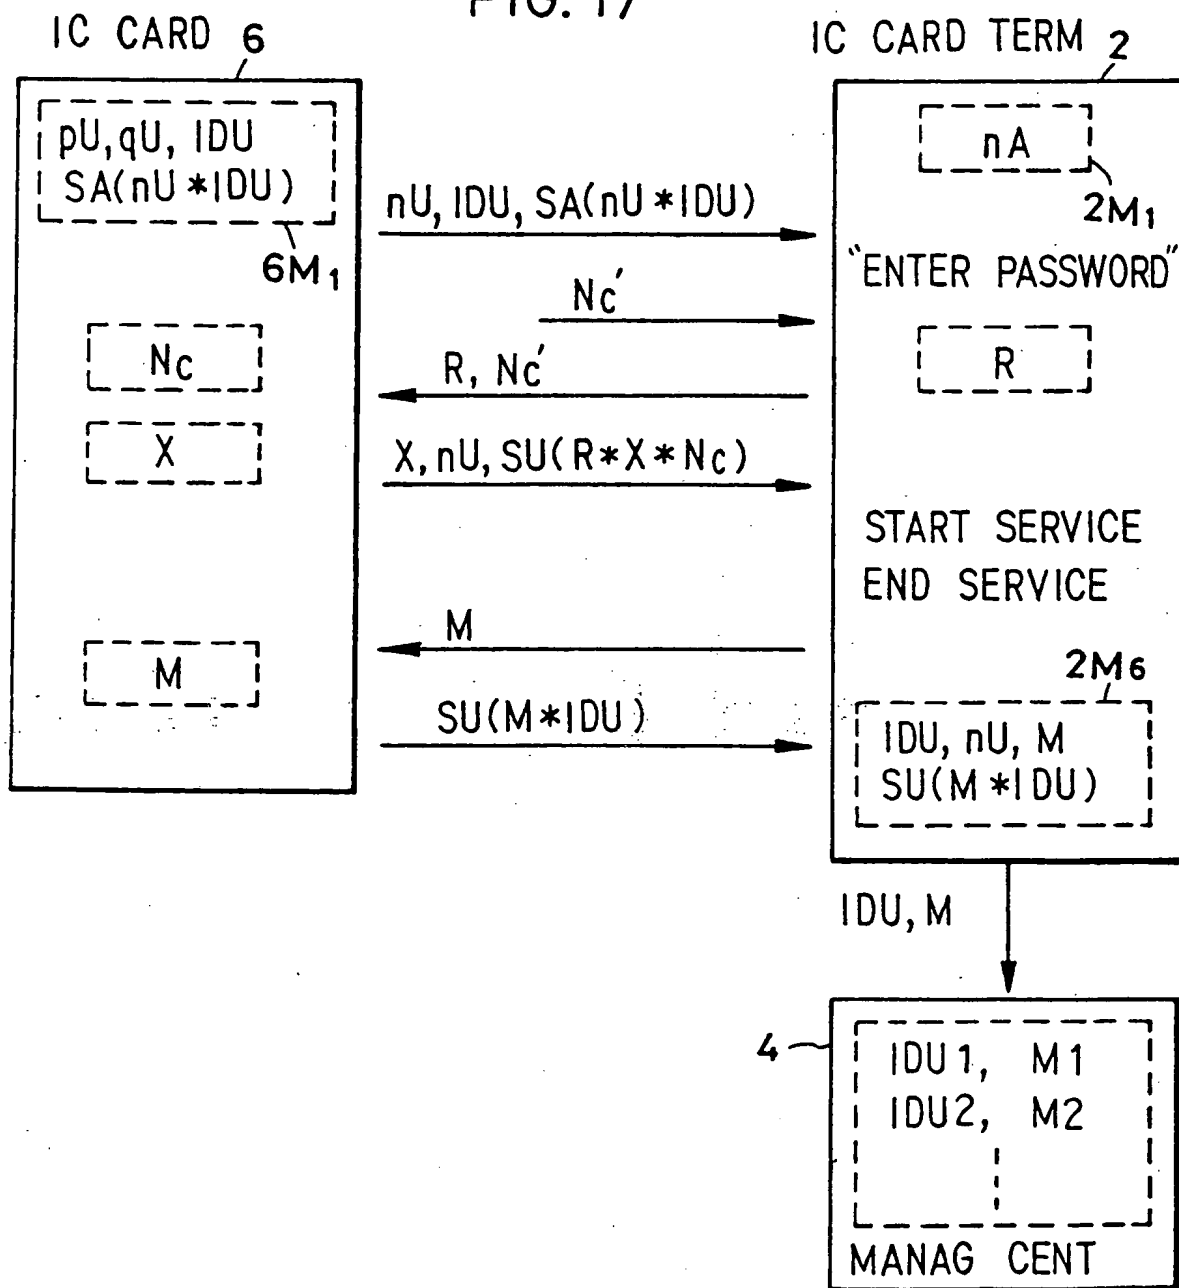 FIG. 17
IC CARD 6
pU, qU, IDU
SA(nU*IDU)
6M1
Nc
X
M
nU, IDU, SA(nU*IDU)
Nc'
R, Nc'
X, nU, SU(R*X*Nc)
M
SU(M*IDU)
IC CARD TERM 2
nA
2M1
"ENTER PASSWORD"
R
START SERVICE
END SERVICE
2M6
IDU, nU, M
SU(M*IDU)
IDU, M
4
IDU1, M1
IDU2, M2
MANAG CENT